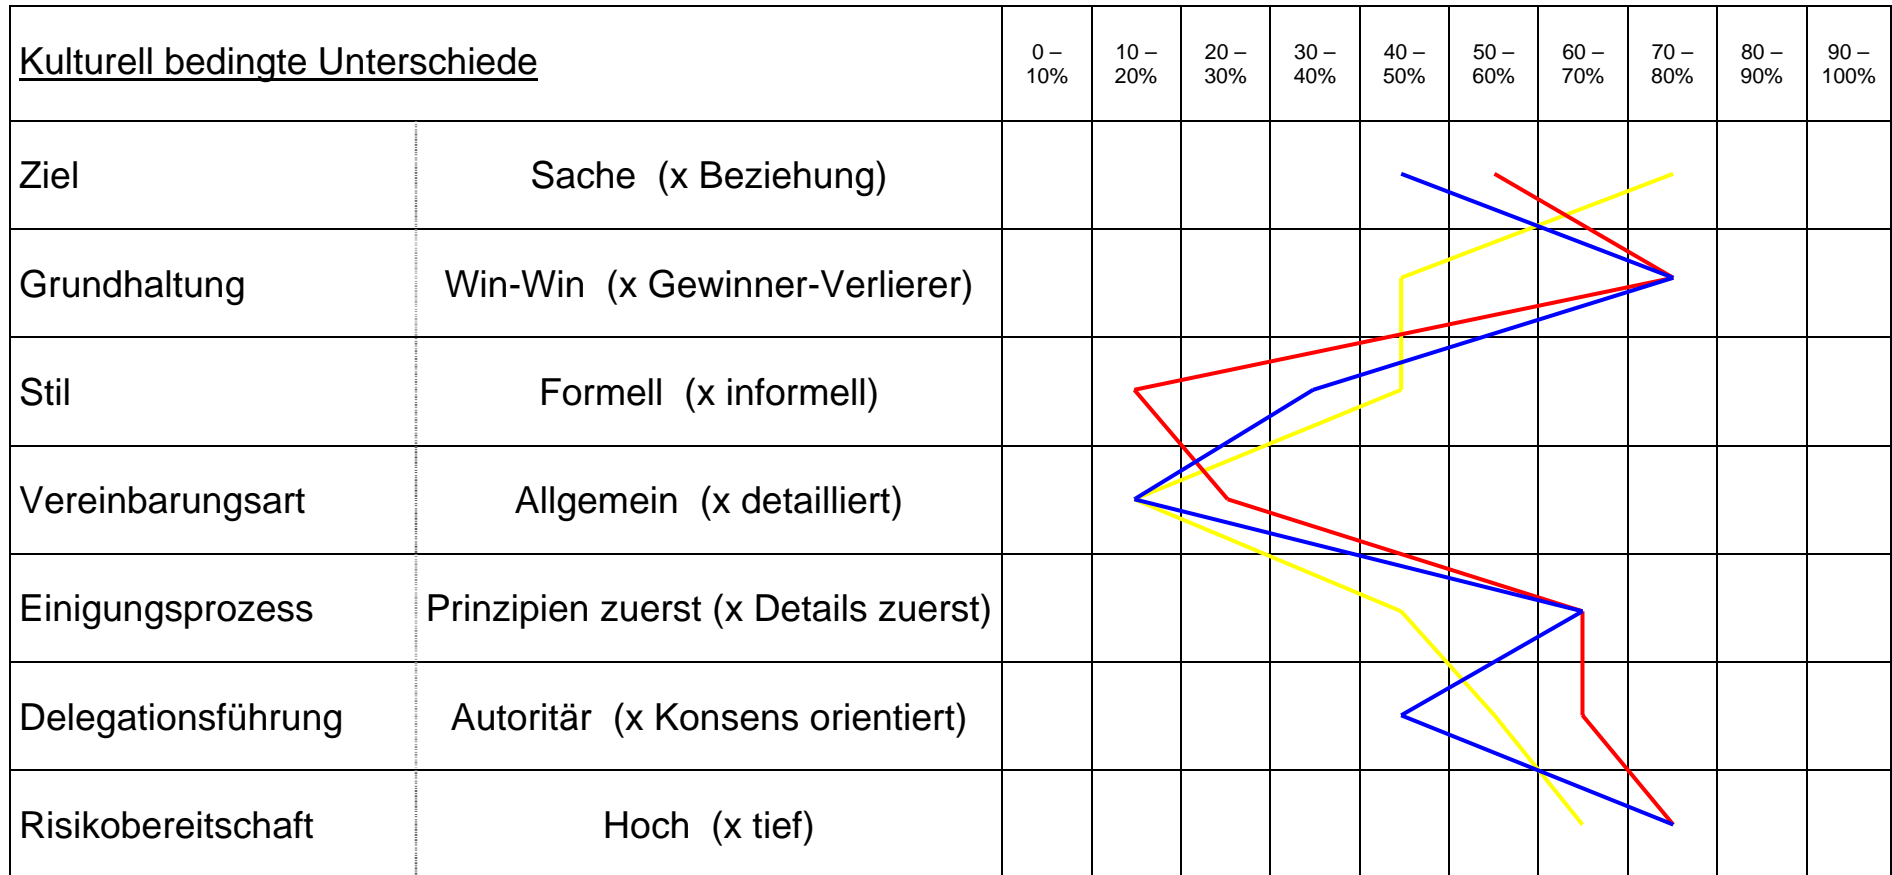 Kulturell bedingte Unterschiede 0 – 10% 10 – 20% 20 – 30% 30 – 40% 40 – 50% 50 – 60% 60 – 70% 70 – 80% 80 – 90% 90 – 100%
Ziel Sache (x Beziehung)
Grundhaltung Win-Win (x Gewinner-Verlierer)
Stil Formell (x informell)
Vereinbarungsart Allgemein (x detailliert)
Einigungsprozess Prinzipien zuerst (x Details zuerst)
Delegationsführung Autoritär (x Konsens orientiert)
Risikobereitschaft Hoch (x tief)